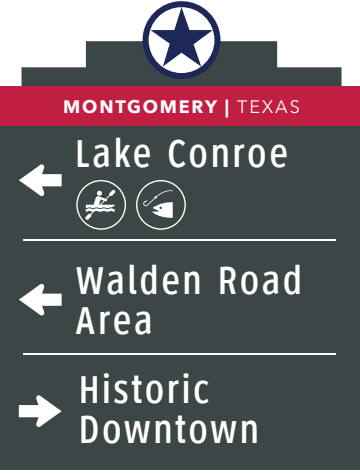 MONTGOMERY | TEXAS
Lake Conroe
Walden Road
Area
Historic
Downtown